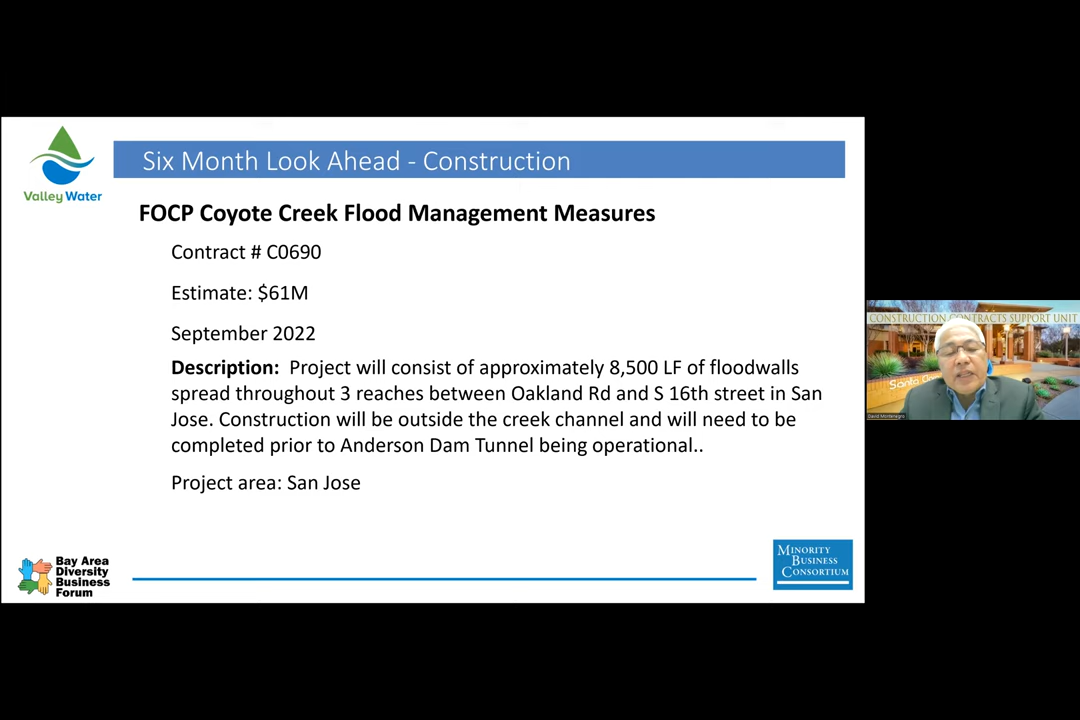 Valley Water
Six Month Look Ahead - Construction
FOCP Coyote Creek Flood Management Measures
Contract # C0690
Estimate: $61M
September 2022
Description: Project will consist of approximately 8,500 LF of floodwalls
spread throughout 3 reaches between Oakland Rd and S 16th street in San
Jose. Construction will be outside the creek channel and will need to be
completed prior to Anderson Dam Tunnel being operational..
Project area: San Jose
Bay Area
Diversity
Business
Forum
MINORITY
BUSINESS
CONSORTIUM
CONSTRUCTION CONTRACTS SUPPORT UNIT
Santa
David Montenegro